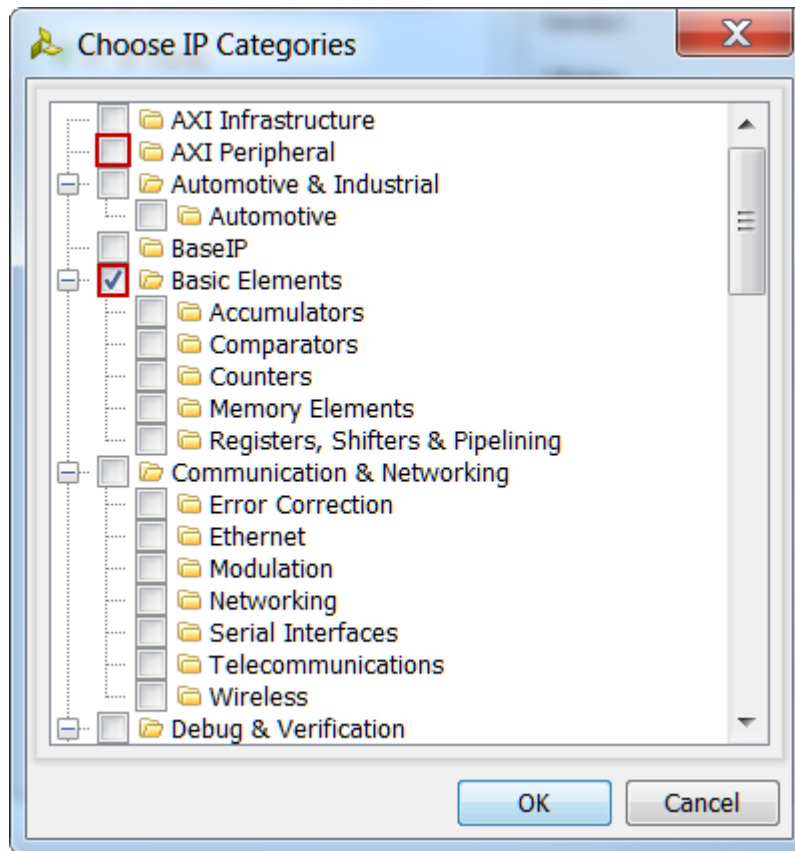 Choose IP Categories
AXI Infrastructure
AXI Peripheral
Automotive & Industrial
Automotive
BaseIP
Basic Elements
Accumulators
Comparators
Counters
Memory Elements
Registers, Shifters & Pipelining
Communication & Networking
Error Correction
Ethernet
Modulation
Networking
Serial Interfaces
Telecommunications
Wireless
Debug & Verification
OK Cancel